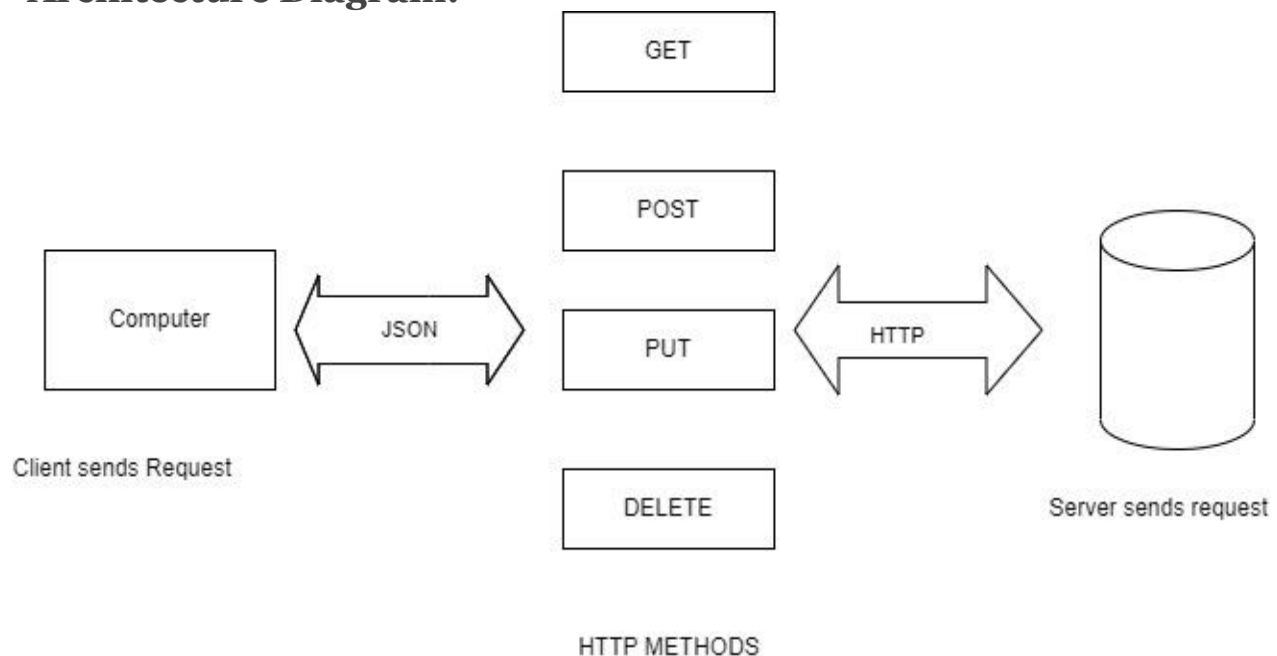 Architecture Diagram:
GET
POST
Computer
JSON
PUT
HTTP
Client sends Request
DELETE
Server sends request
HTTP METHODS